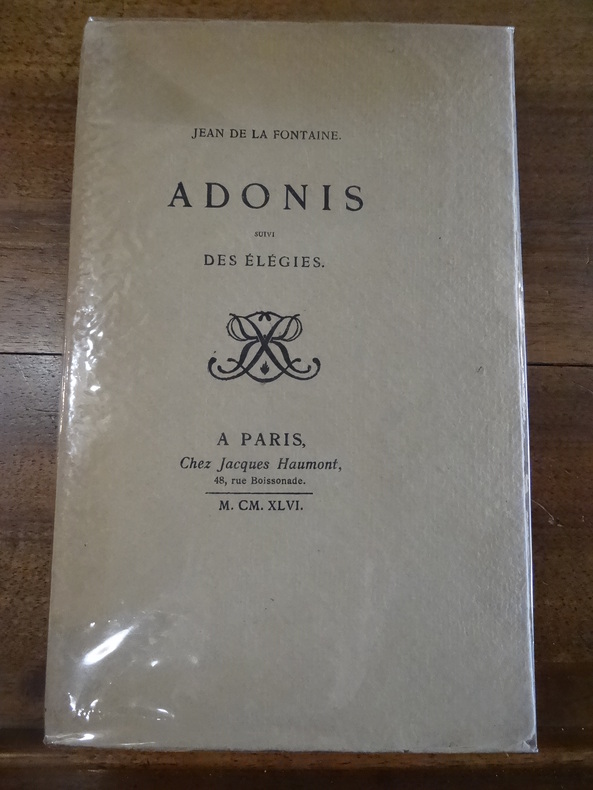 JEAN DE LA FONTAINE.
ADONIS
SUIVI
DES ÉLÉGIES.
A PARIS,
Chez Jacques Haumont,
48, rue Boissonade.
M. CM. XLVI.